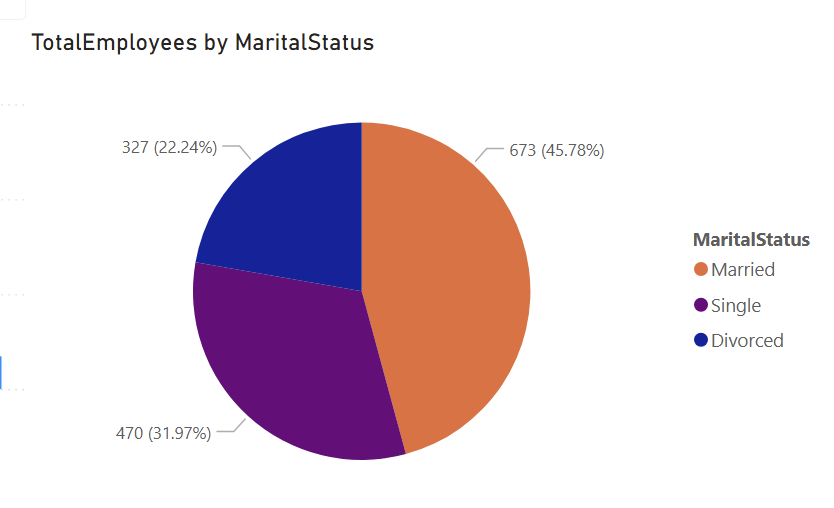 TotalEmployees by MaritalStatus
327 (22.24%)
673 (45.78%)
470 (31.97%)
MaritalStatus
Married
Single
Divorced